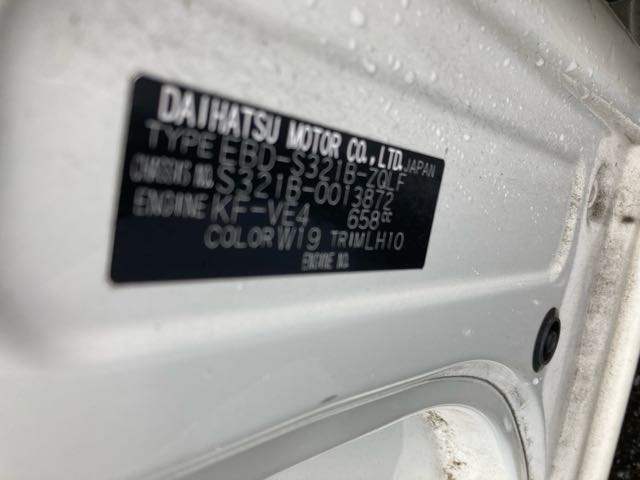 DAIHATSU MOTOR CO., LTD. JAPAN
TYPE EBD-S321B-ZQLF
CHASSIS NO. S321B-0013872
ENGINE KF-VE4 658cc
COLOR W19 TRIM LH10
ENGINE NO.